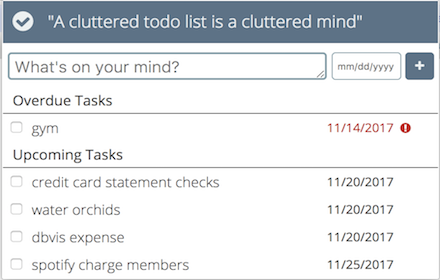 "A cluttered todo list is a cluttered mind"
What's on your mind? mm/dd/yyyy +
Overdue Tasks
gym 11/14/2017
Upcoming Tasks
credit card statement checks 11/20/2017
water orchids 11/20/2017
dbvis expense 11/20/2017
spotify charge members 11/25/2017